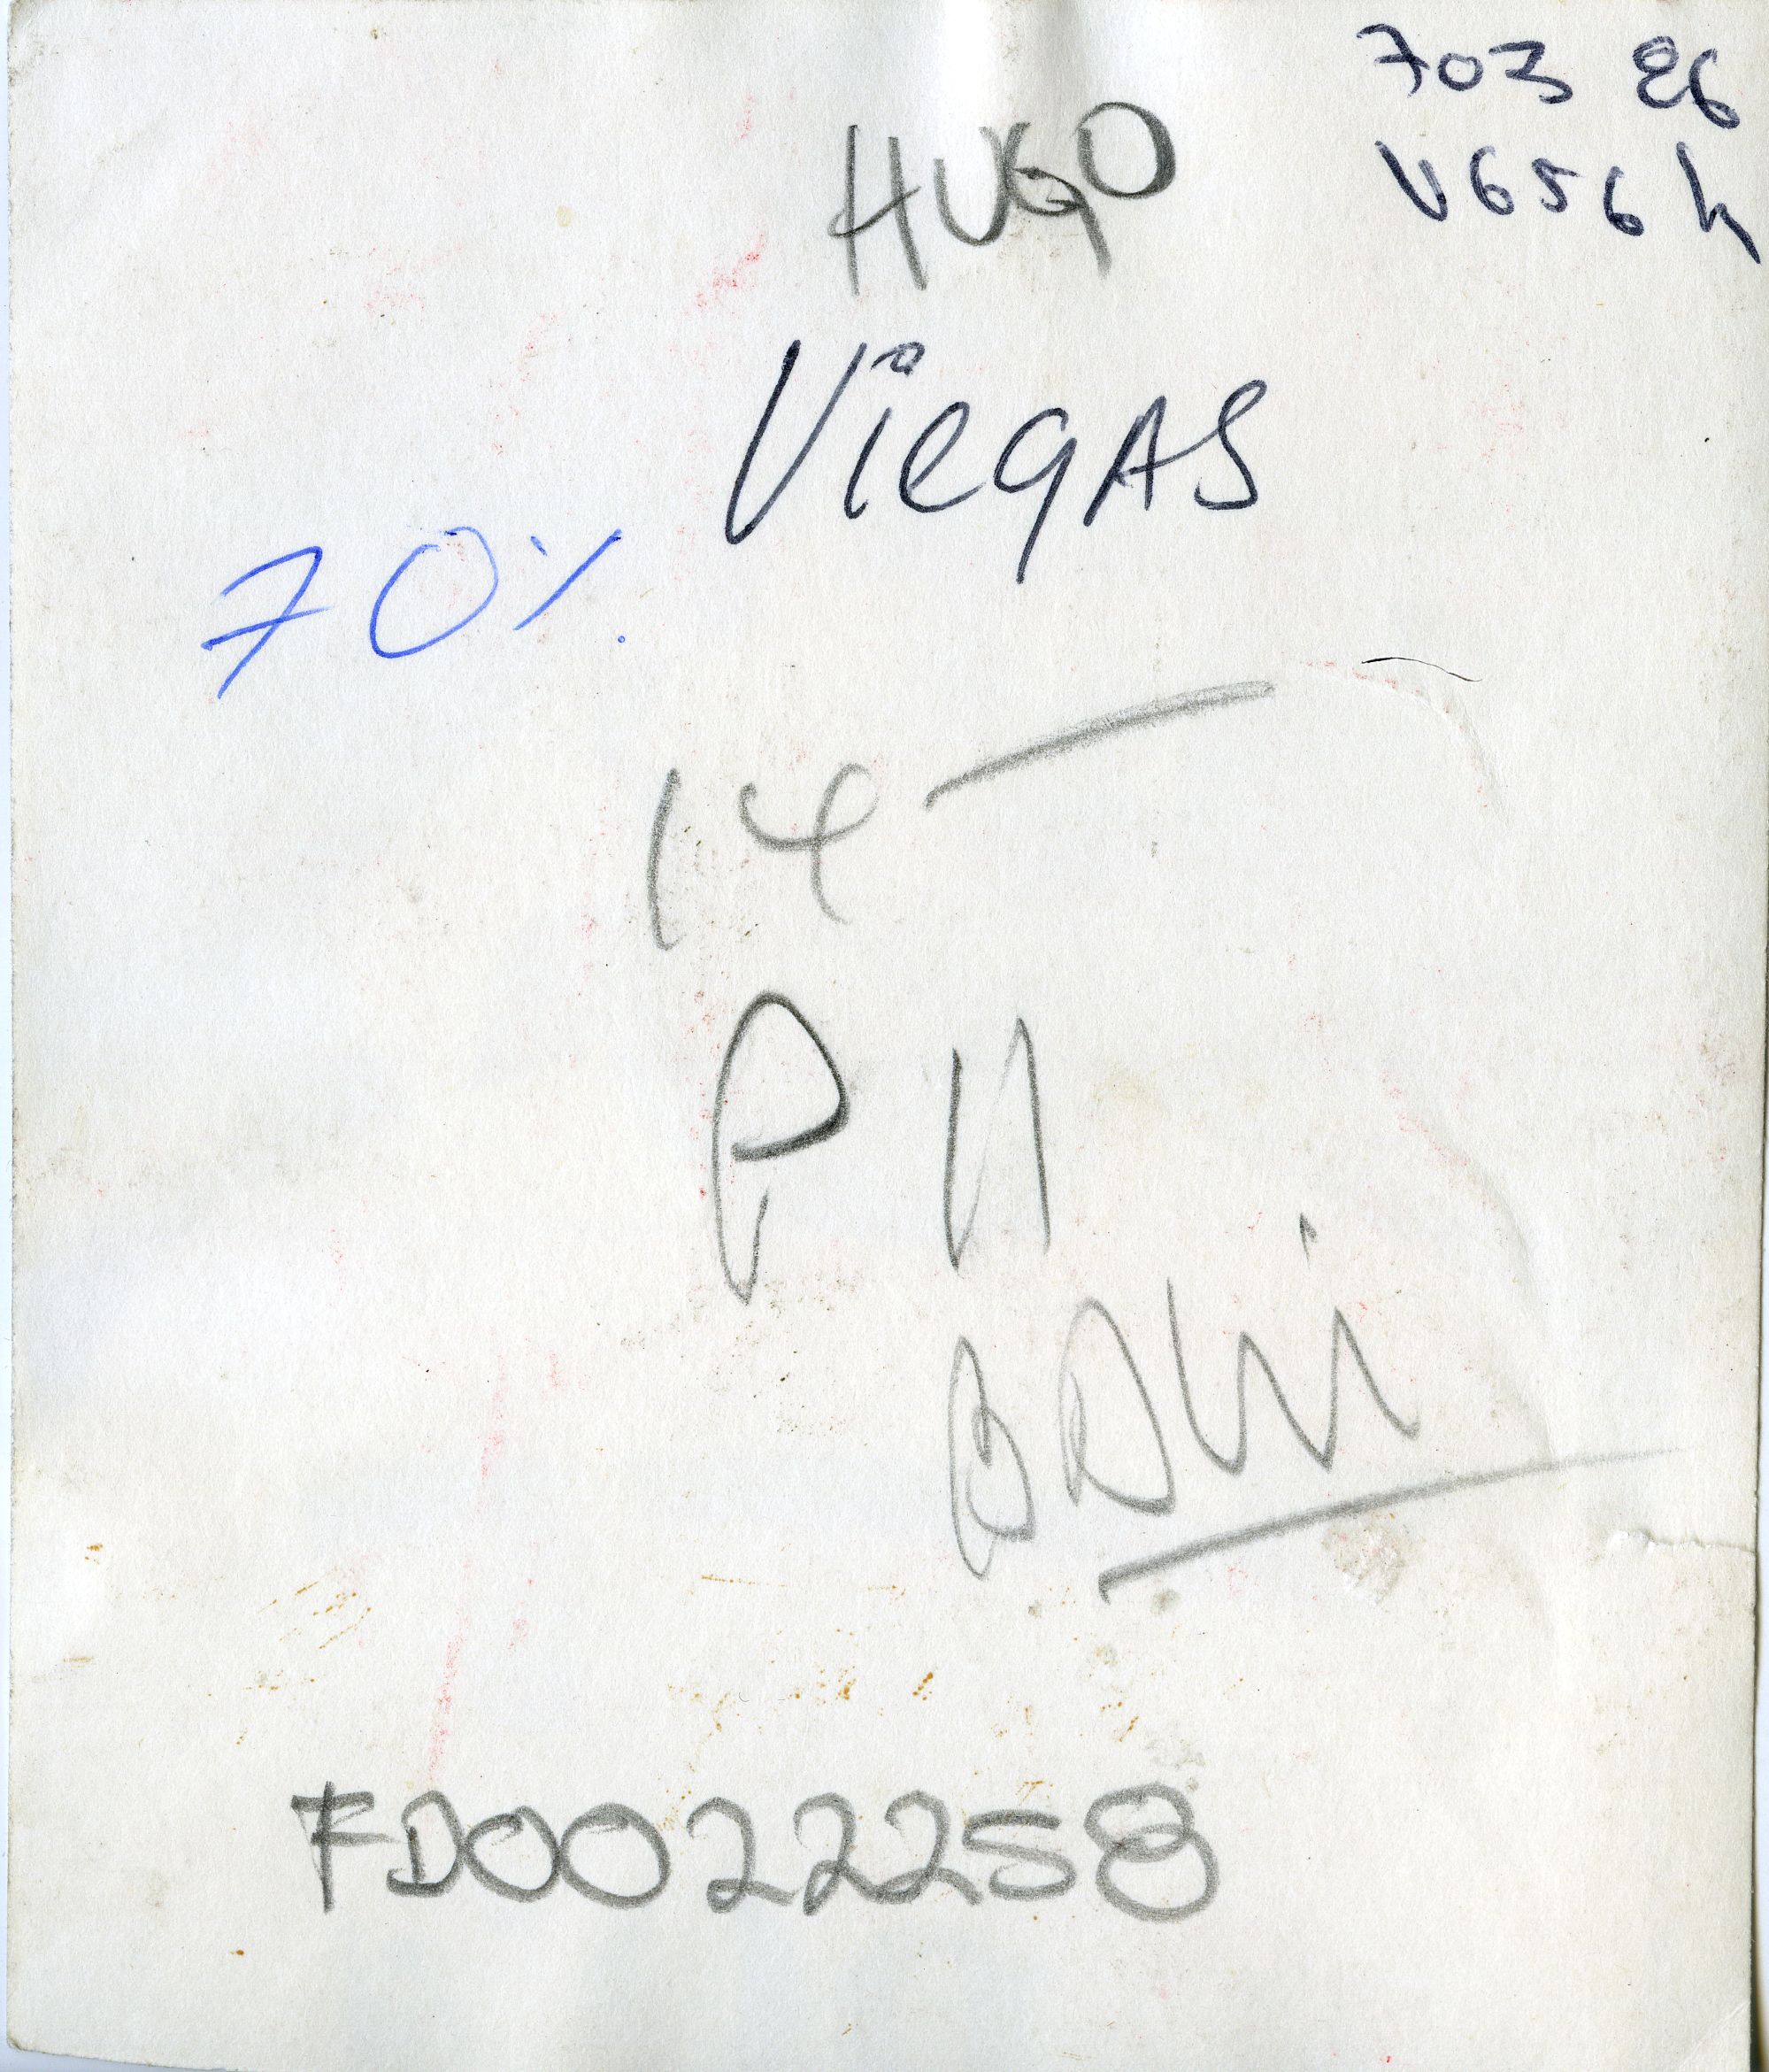 703 86
V656h
HUGO
ViegAS
70%
14
P 11
FD0022258